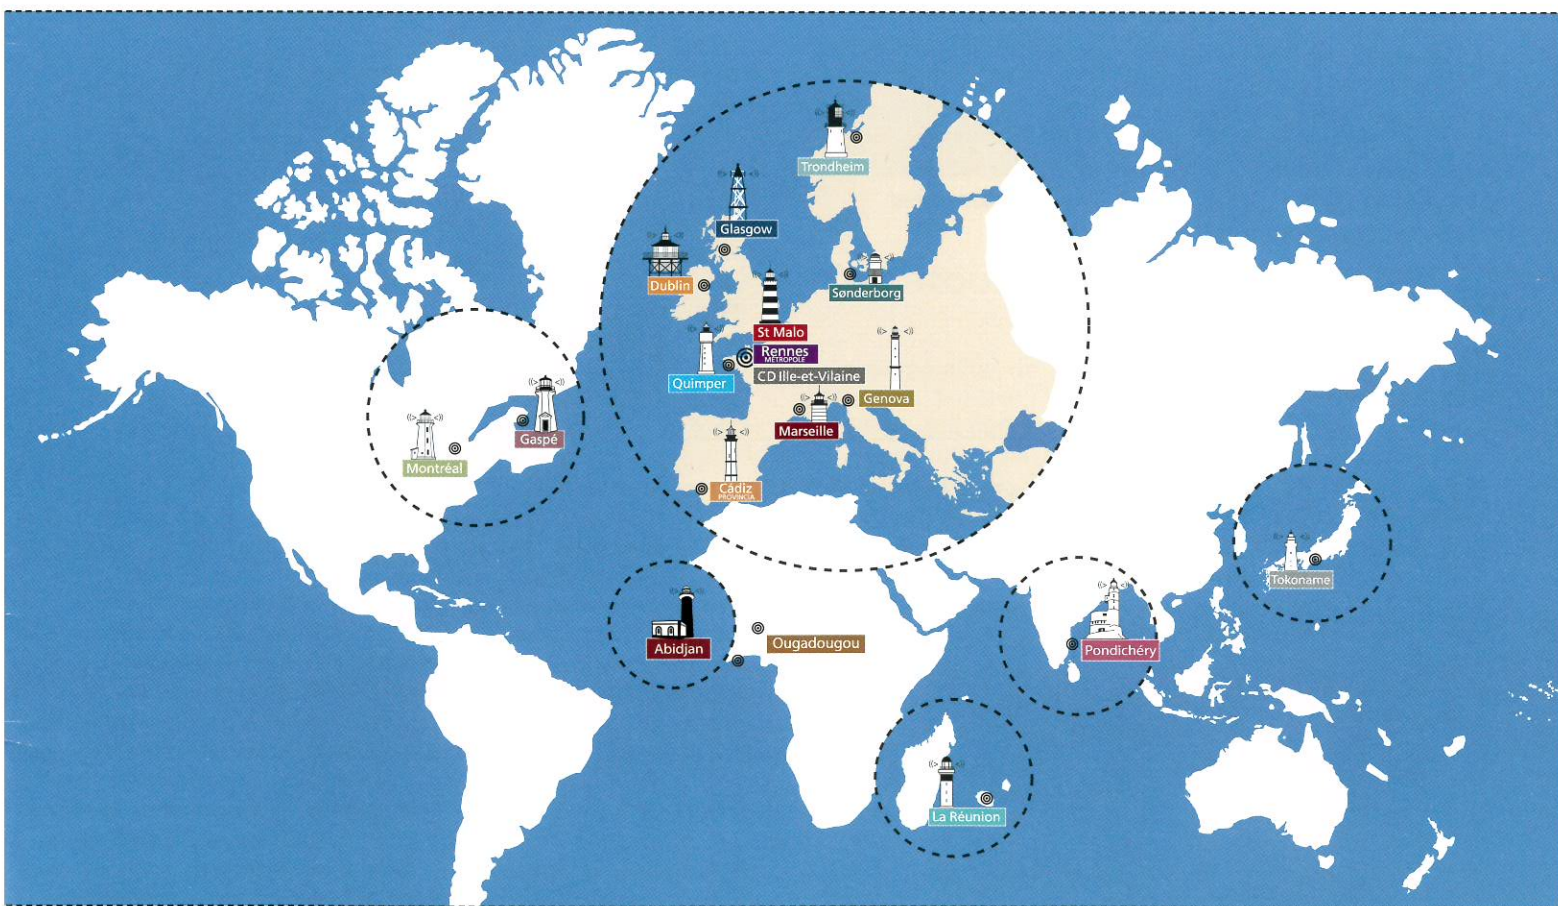 Trondheim
Glasgow
Dublin
Sønderborg
St Malo
Rennes
MÉTROPOLE
CD Ille-et-Vilaine
Quimper
Genova
Marseille
Cádiz
PROVINCIA
Gaspé
Montréal
Tokoname
Abidjan
Ougadougou
Pondichéry
La Réunion